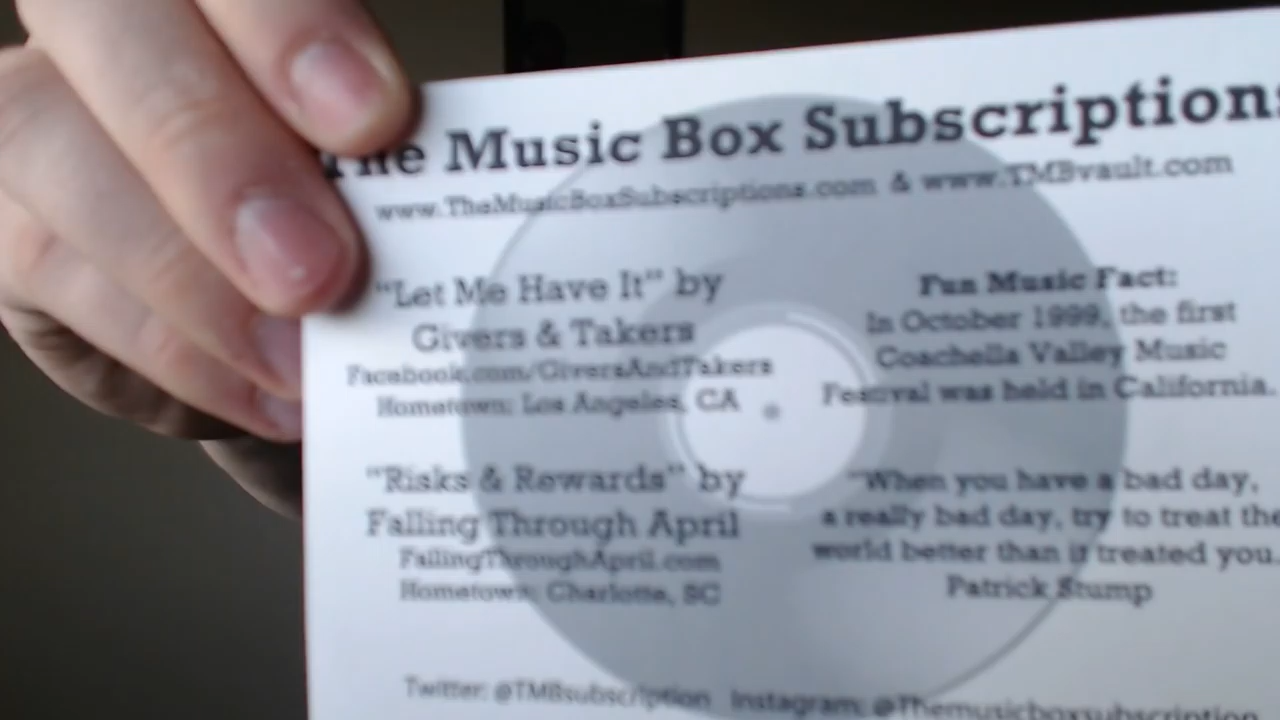 The Music Box Subscriptions
www.TheMusicBoxSubscriptions.com & www.TMBvault.com
"Let Me Have It" by
Givers & Takers
Facebook.com/GiversAndTakers
Hometown: Los Angeles, CA
"Risks & Rewards" by
Falling Through April
FallingThroughApril.com
Hometown: Charlotte, SC
Fun Music Fact:
In October 1999, the first
Coachella Valley Music
Festival was held in California.
"When you have a bad day,
a really bad day, try to treat the
world better than it treated you.
Patrick Stump
Twitter: @TMBsubscription Instagram: @Themusicboxsubscription